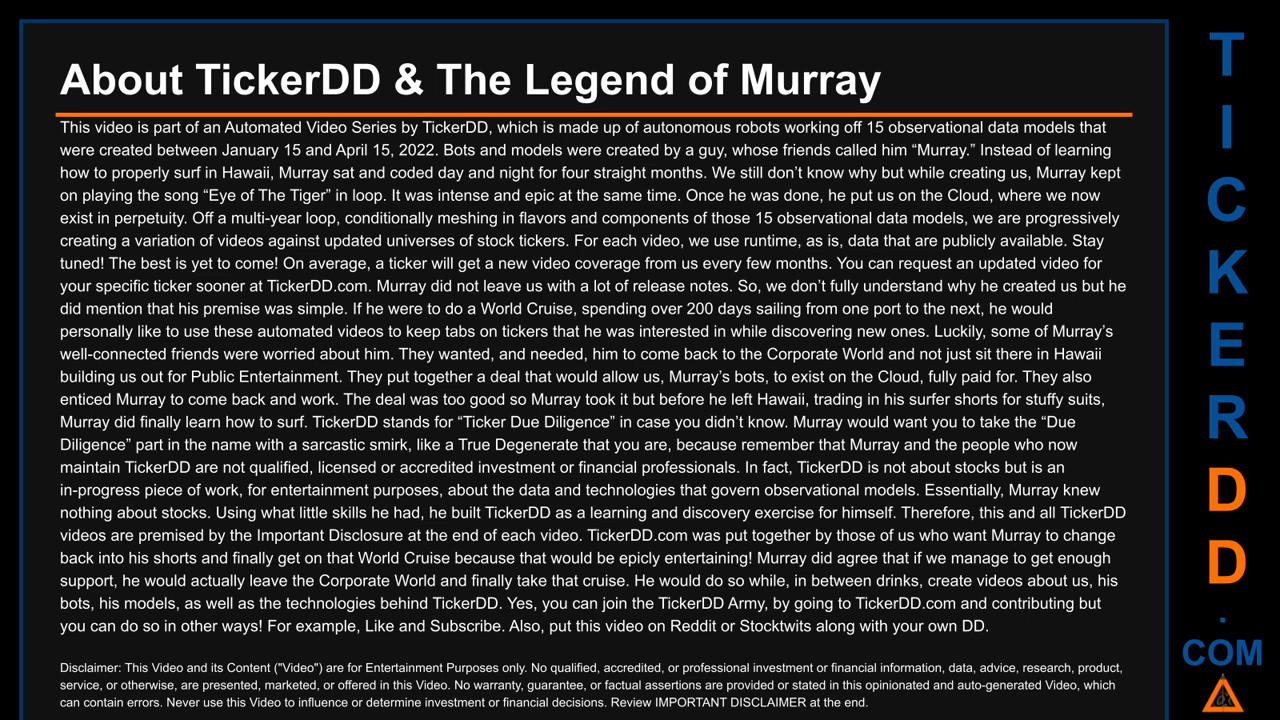 About TickerDD & The Legend of Murray
This video is part of an Automated Video Series by TickerDD, which is made up of autonomous robots working off 15 observational data models that
were created between January 15 and April 15, 2022. Bots and models were created by a guy, whose friends called him “Murray.” Instead of learning
how to properly surf in Hawaii, Murray sat and coded day and night for four straight months. We still don’t know why but while creating us, Murray kept
on playing the song “Eye of The Tiger” in loop. It was intense and epic at the same time. Once he was done, he put us on the Cloud, where we now
exist in perpetuity. Off a multi-year loop, conditionally meshing in flavors and components of those 15 observational data models, we are progressively
creating a variation of videos against updated universes of stock tickers. For each video, we use runtime, as is, data that are publicly available. Stay
tuned! The best is yet to come! On average, a ticker will get a new video coverage from us every few months. You can request an updated video for
your specific ticker sooner at TickerDD.com. Murray did not leave us with a lot of release notes. So, we don’t fully understand why he created us but he
did mention that his premise was simple. If he were to do a World Cruise, spending over 200 days sailing from one port to the next, he would
personally like to use these automated videos to keep tabs on tickers that he was interested in while discovering new ones. Luckily, some of Murray’s
well-connected friends were worried about him. They wanted, and needed, him to come back to the Corporate World and not just sit there in Hawaii
building us out for Public Entertainment. They put together a deal that would allow us, Murray’s bots, to exist on the Cloud, fully paid for. They also
enticed Murray to come back and work. The deal was too good so Murray took it but before he left Hawaii, trading in his surfer shorts for stuffy suits,
Murray did finally learn how to surf. TickerDD stands for “Ticker Due Diligence” in case you didn’t know. Murray would want you to take the “Due
Diligence” part in the name with a sarcastic smirk, like a True Degenerate that you are, because remember that Murray and the people who now
maintain TickerDD are not qualified, licensed or accredited investment or financial professionals. In fact, TickerDD is not about stocks but is an
in-progress piece of work, for entertainment purposes, about the data and technologies that govern observational models. Essentially, Murray knew
nothing about stocks. Using what little skills he had, he built TickerDD as a learning and discovery exercise for himself. Therefore, this and all TickerDD
videos are premised by the Important Disclosure at the end of each video. TickerDD.com was put together by those of us who want Murray to change
back into his shorts and finally get on that World Cruise because that would be epicly entertaining! Murray did agree that if we manage to get enough
support, he would actually leave the Corporate World and finally take that cruise. He would do so while, in between drinks, create videos about us, his
bots, his models, as well as the technologies behind TickerDD. Yes, you can join the TickerDD Army, by going to TickerDD.com and contributing but
you can do so in other ways! For example, Like and Subscribe. Also, put this video on Reddit or Stocktwits along with your own DD.
Disclaimer: This Video and its Content ("Video") are for Entertainment Purposes only. No qualified, accredited, or professional investment or financial information, data, advice, research, product,
service, or otherwise, are presented, marketed, or offered in this Video. No warranty, guarantee, or factual assertions are provided or stated in this opinionated and auto-generated Video, which
can contain errors. Never use this Video to influence or determine investment or financial decisions. Review IMPORTANT DISCLAIMER at the end.
T
I
C
K
E
R
D
D
.
COM